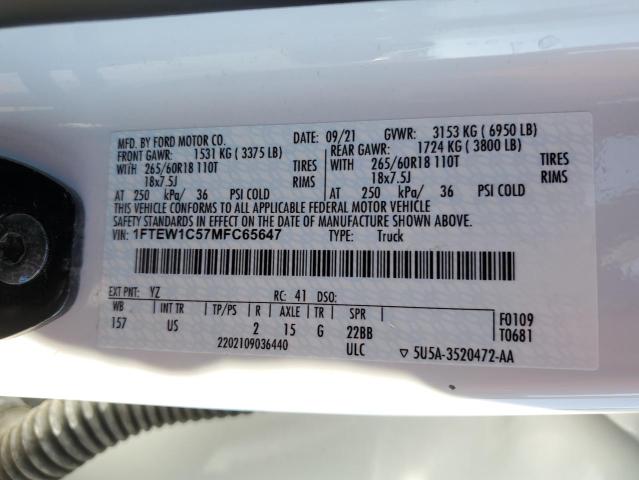 MFD. BY FORD MOTOR CO. 09/21 GVWR: 3153 KG ( 6950 LB)
FRONT GAWR: 1531 KG ( 3375 LB) REAR GAWR: 1724 KG ( 3800 LB)
WITH 265/60R18 110T TIRES WITH 265/60R18 110T TIRES
18x7.5J RIMS 18x7.5J RIMS
AT 250 kPa/ 36 PSI COLD AT 250 kPa/ 36 PSI COLD
THIS VEHICLE CONFORMS TO ALL APPLICABLE FEDERAL MOTOR VEHICLE
SAFETY STANDARDS IN EFFECT ON THE DATE OF MANUFACTURE SHOWN ABOVE.
VIN: 1FTEW1C57MFC65647 TYPE: Truck
EXT PNT: YZ RC: 41 DSO:
WB INT TR TP/PS R AXLE TR SPR F0109
157 US 2 15 G 22BB T0681
2202109036440 ULC ▽ 5U5A-3520472-AA